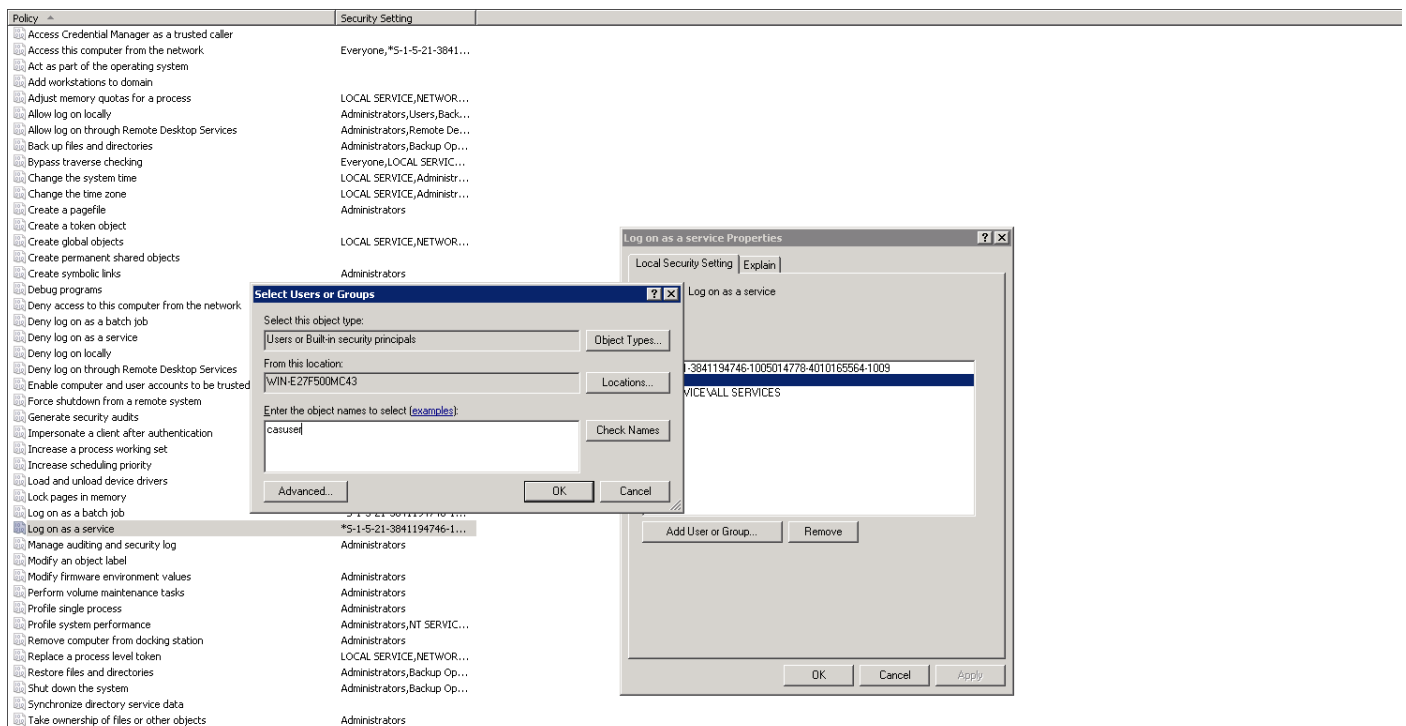 Policy Security Setting
Access Credential Manager as a trusted caller
Access this computer from the network Everyone,*S-1-5-21-3841...
Act as part of the operating system
Add workstations to domain
Adjust memory quotas for a process LOCAL SERVICE,NETWOR...
Allow log on locally Administrators,Users,Back...
Allow log on through Remote Desktop Services Administrators,Remote De...
Back up files and directories Administrators,Backup Op...
Bypass traverse checking Everyone,LOCAL SERVIC...
Change the system time LOCAL SERVICE,Administr...
Change the time zone LOCAL SERVICE,Administr...
Create a pagefile Administrators
Create a token object
Create global objects LOCAL SERVICE,NETWOR...
Create permanent shared objects
Create symbolic links Administrators
Debug programs
Deny access to this computer from the network
Deny log on as a batch job
Deny log on as a service
Deny log on locally
Deny log on through Remote Desktop Services
Enable computer and user accounts to be trusted
Force shutdown from a remote system
Generate security audits
Impersonate a client after authentication
Increase a process working set
Increase scheduling priority
Load and unload device drivers
Lock pages in memory
Log on as a batch job
Log on as a service *S-1-5-21-3841194746-1...
Manage auditing and security log Administrators
Modify an object label
Modify firmware environment values Administrators
Perform volume maintenance tasks Administrators
Profile single process Administrators
Profile system performance Administrators,NT SERVIC...
Remove computer from docking station Administrators
Replace a process level token LOCAL SERVICE,NETWOR...
Restore files and directories Administrators,Backup Op...
Shut down the system Administrators,Backup Op...
Synchronize directory service data
Take ownership of files or other objects Administrators
Select Users or Groups
Select this object type:
Users or Built-in security principals Object Types...
From this location:
WIN-E27F500MC43 Locations...
Enter the object names to select (examples):
casuser Check Names
Advanced... OK Cancel
Log on as a service Properties
Local Security Setting Explain
Log on as a service
-3841194746-1005014778-4010165564-1009
VICE\ALL SERVICES
Add User or Group... Remove
OK Cancel Apply